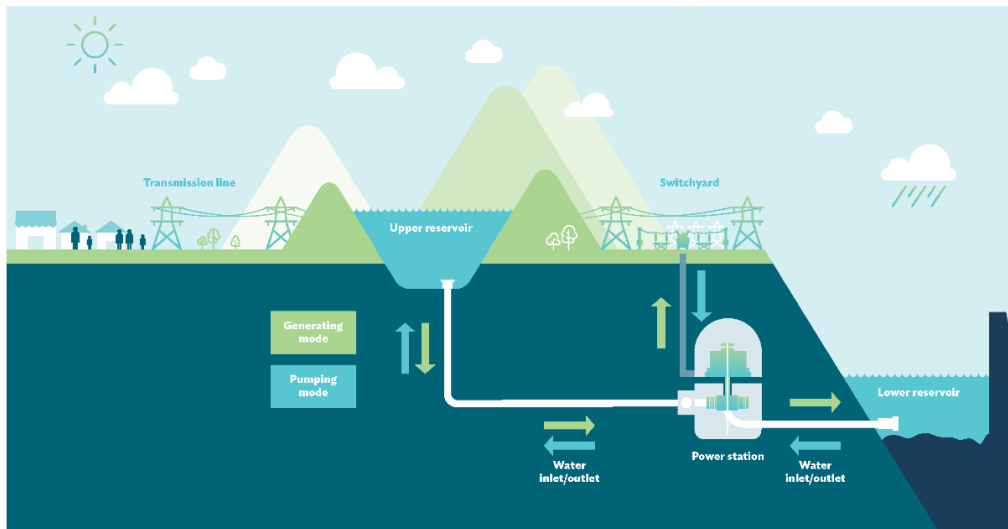 Transmission line
Switchyard
Upper reservoir
Generating
mode
Pumping
mode
Lower reservoir
Power station
Water
inlet/outlet
Water
inlet/outlet